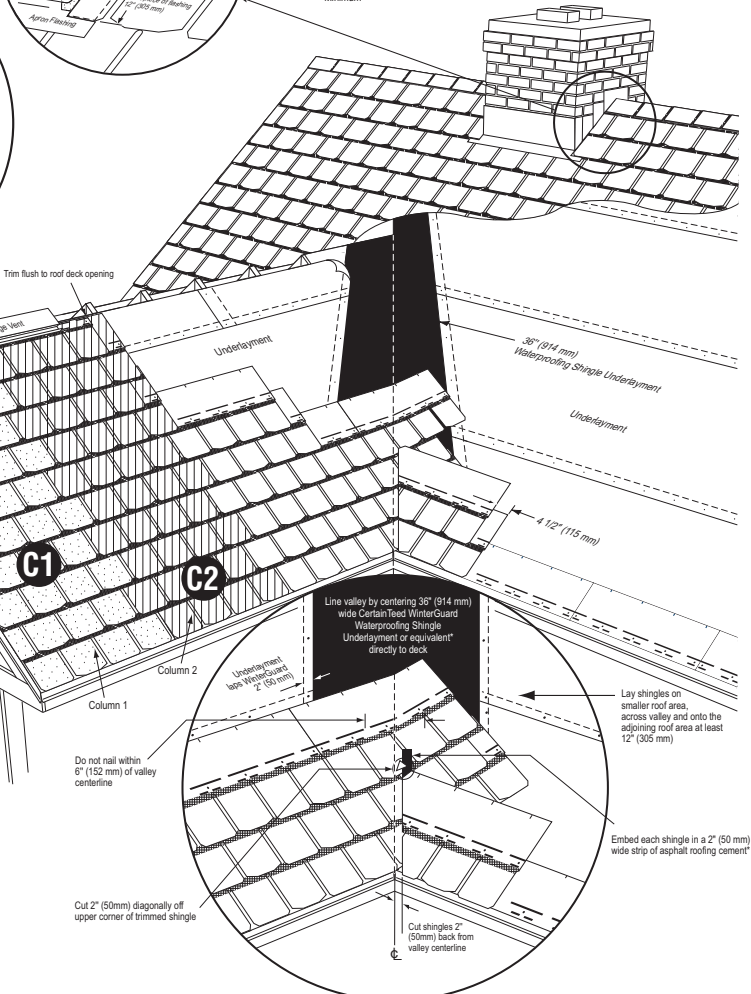 Apron Flashing
of flashing
12" (305 mm)
Trim flush to roof deck opening
Vent
Underlayment
36" (914 mm)
Waterproofing Shingle Underlayment
Underlayment
4 1/2" (115 mm)
C1
C2
Column 2
Column 1
Line valley by centering 36" (914 mm)
wide CertainTeed WinterGuard
Waterproofing Shingle
Underlayment or equivalent*
directly to deck
Underlayment
laps WinterGuard
2" (50 mm)
Lay shingles on
smaller roof area,
across valley and onto the
adjoining roof area at least
12" (305 mm)
Do not nail within
6" (152 mm) of valley
centerline
2"
Embed each shingle in a 2" (50 mm)
wide strip of asphalt roofing cement*
Cut 2" (50mm) diagonally off
upper corner of trimmed shingle
Cut shingles 2"
(50mm) back from
valley centerline
℄